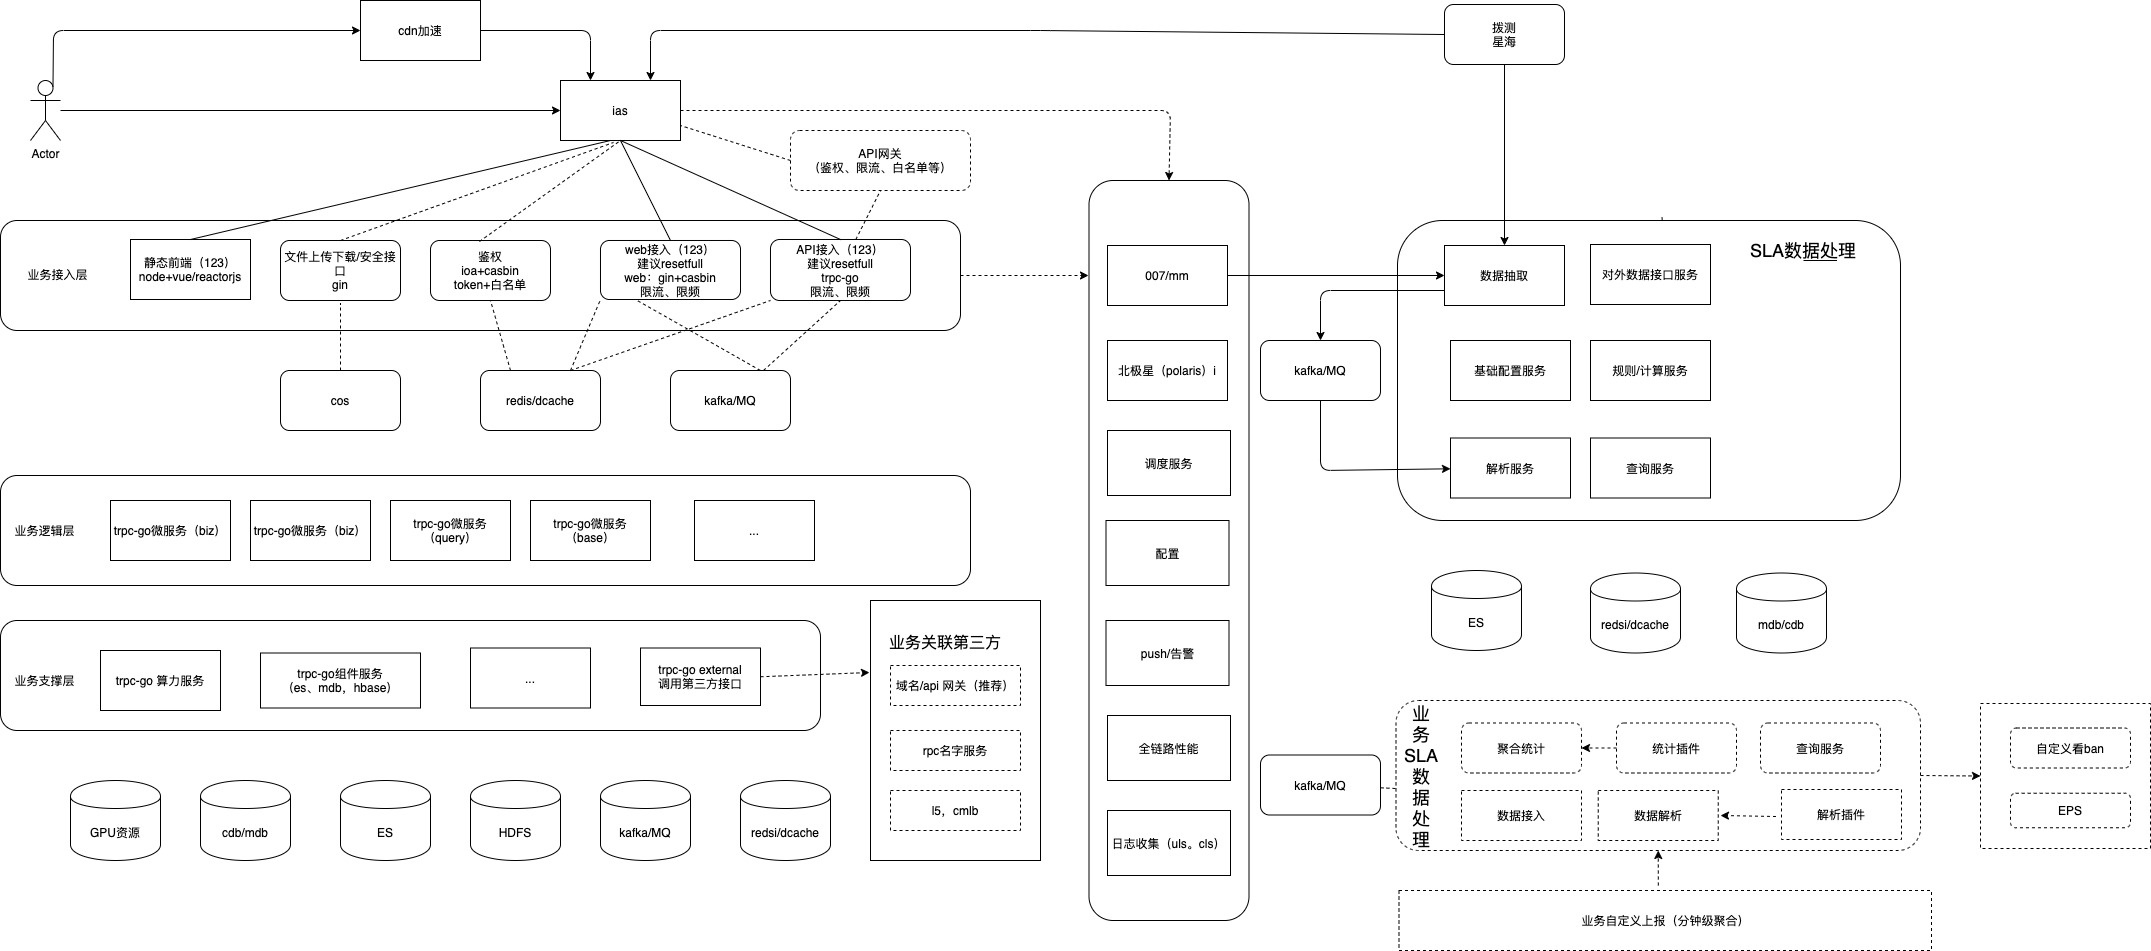 cdn加速
拨测
星海
ias
Actor
API网关
（鉴权、限流、白名单等）
业务接入层
静态前端（123）
node+vue/reactorjs
文件上传下载/安全接
口
gin
鉴权
ioa+casbin
token+白名单
web接入（123）
建议resetfull
web：gin+casbin
限流、限频
API接入（123）
建议resetfull
trpc-go
限流、限频
cos
redis/dcache
kafka/MQ
业务逻辑层
trpc-go微服务（biz）
trpc-go微服务（biz）
trpc-go微服务
（query）
trpc-go微服务
（base）
...
业务支撑层
trpc-go 算力服务
trpc-go组件服务
（es、mdb，hbase）
...
trpc-go external
调用第三方接口
业务关联第三方
域名/api 网关（推荐）
rpc名字服务
l5，cmlb
GPU资源
cdb/mdb
ES
HDFS
kafka/MQ
redsi/dcache
007/mm
北极星（polaris）i
调度服务
配置
push/告警
全链路性能
日志收集（uls。cls）
kafka/MQ
SLA数据处理
数据抽取
对外数据接口服务
基础配置服务
规则/计算服务
解析服务
查询服务
ES
redsi/dcache
mdb/cdb
kafka/MQ
业
务
SLA
数
据
处
理
聚合统计
统计插件
查询服务
数据接入
数据解析
解析插件
自定义看ban
EPS
业务自定义上报（分钟级聚合）